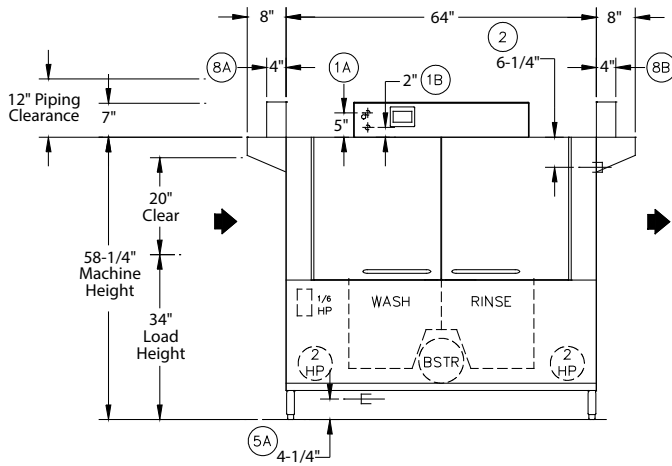 8" 64" 8"
2
8A 4" 1A 2" 1B 6-1/4" 4" 8B
12" Piping
Clearance
7"
5"
20"
Clear
58-1/4"
Machine
Height
34"
Load
Height
1/6
HP
WASH RINSE
2
HP
BSTR
2
HP
5A 4-1/4"